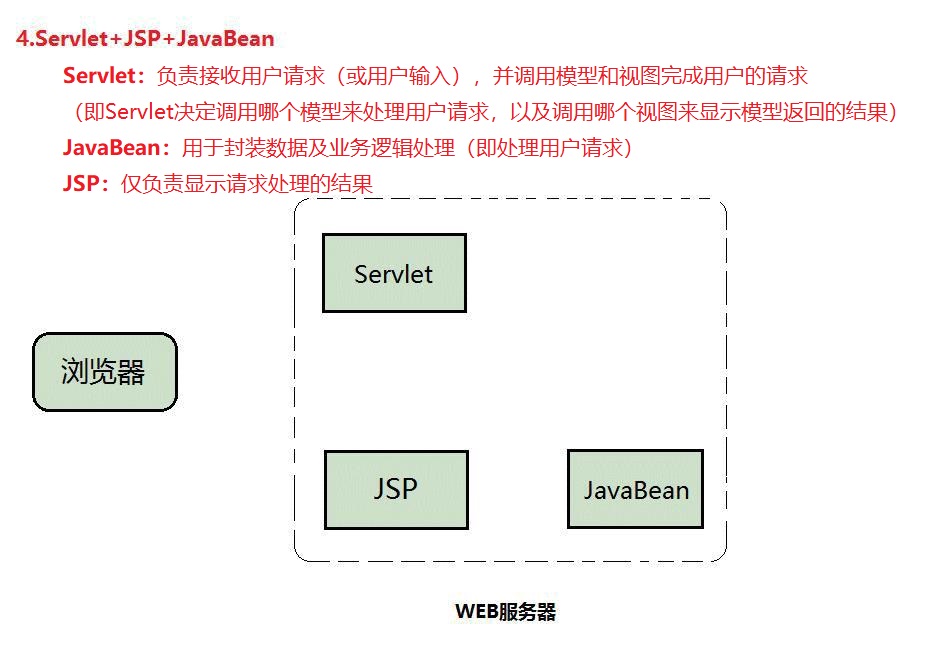 4.Servlet+JSP+JavaBean
Servlet：负责接收用户请求（或用户输入），并调用模型和视图完成用户的请求
（即Servlet决定调用哪个模型来处理用户请求，以及调用哪个视图来显示模型返回的结果）
JavaBean：用于封装数据及业务逻辑处理（即处理用户请求）
JSP：仅负责显示请求处理的结果
Servlet
浏览器
JSP
JavaBean
WEB服务器